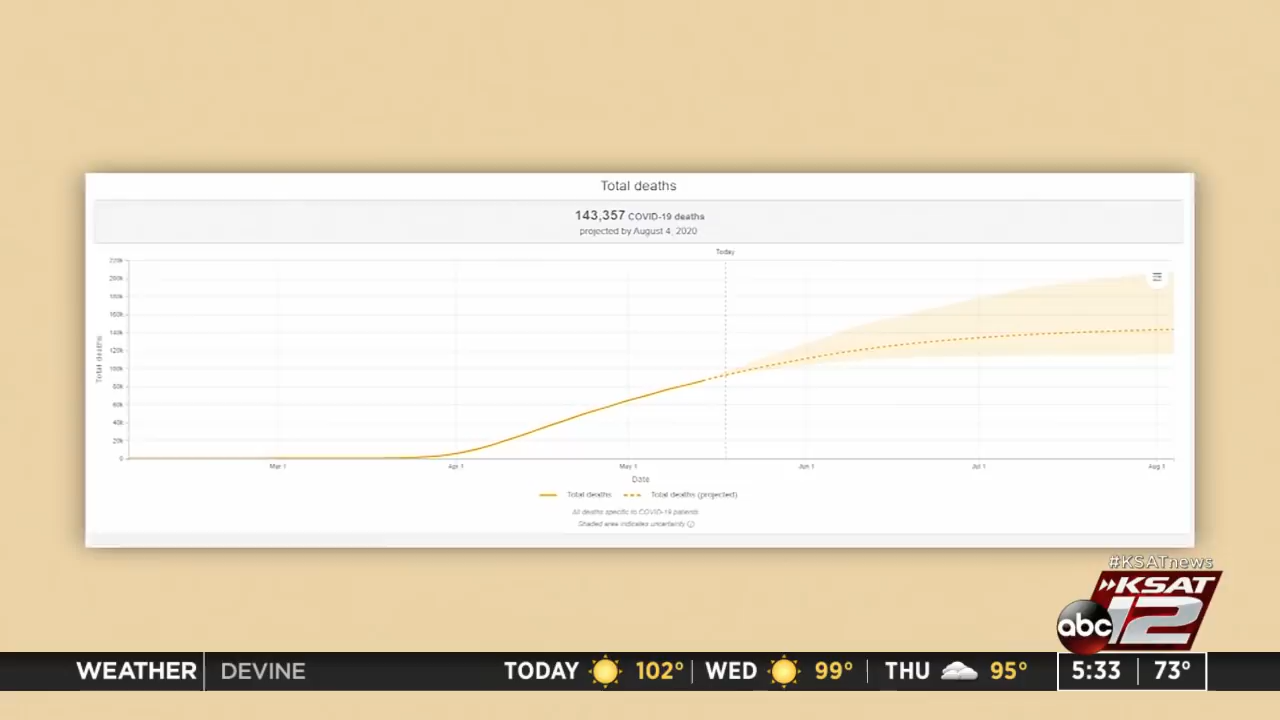 Total deaths
143,357 COVID-19 deaths
projected by August 4, 2020
Today
220k
200k
180k
160k
140k
120k
100k
80k
60k
40k
20k
0
Total deaths
Mar 1
Apr 1
May 1
Jun 1
Jul 1
Aug 1
Date
Total deaths
Total deaths (projected)
All deaths specific to COVID-19 patients
Shaded area indicates uncertainty
#KSATnews
KSAT
abc 12
WEATHER DEVINE TODAY 102° WED 99° THU 95° 5:33 73°